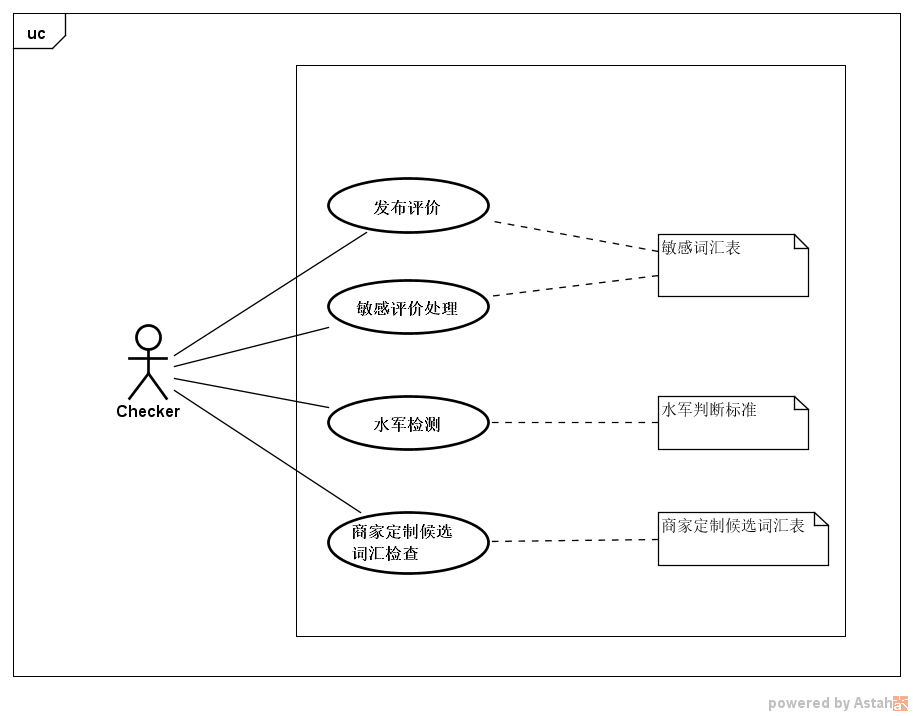 uc
发布评价
敏感词汇表
敏感评价处理
Checker
水军判断标准
水军检测
商家定制候选词汇表
商家定制候选
词汇检查
powered by Astah